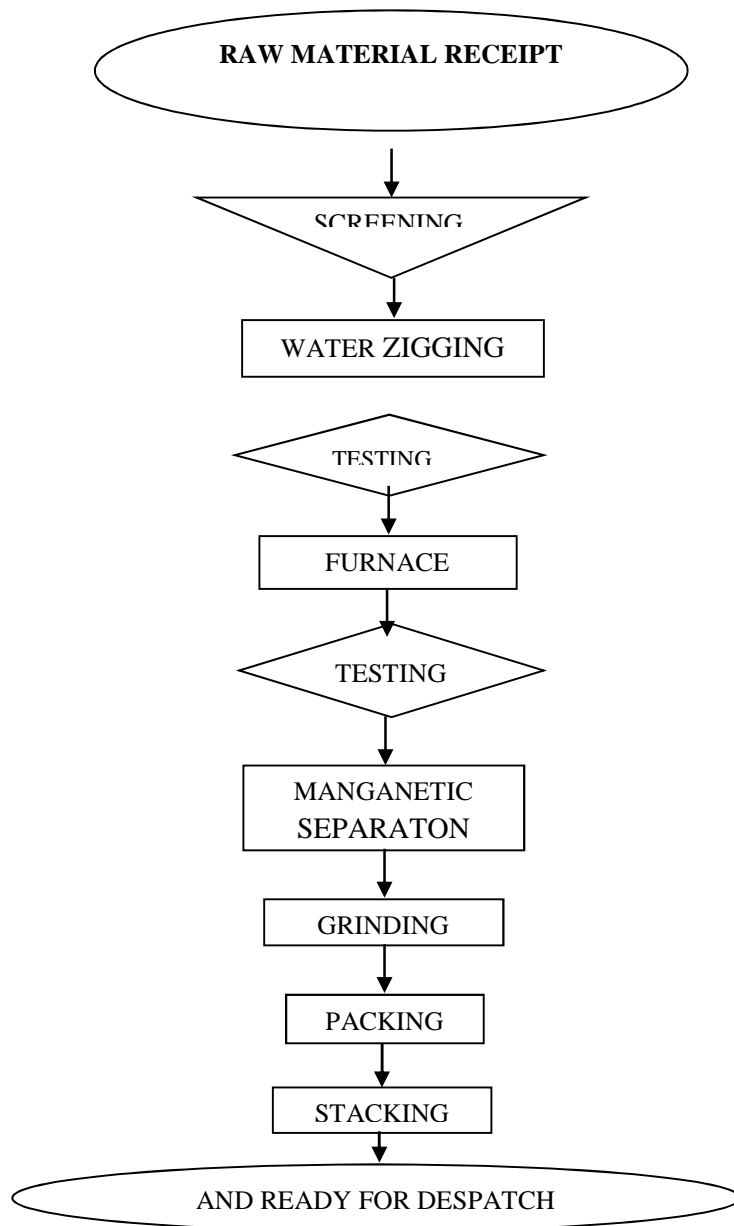 RAW MATERIAL RECEIPT
SCREENING
WATER ZIGGING
TESTING
FURNACE
TESTING
MANGANETIC
SEPARATON
GRINDING
PACKING
STACKING
AND READY FOR DESPATCH